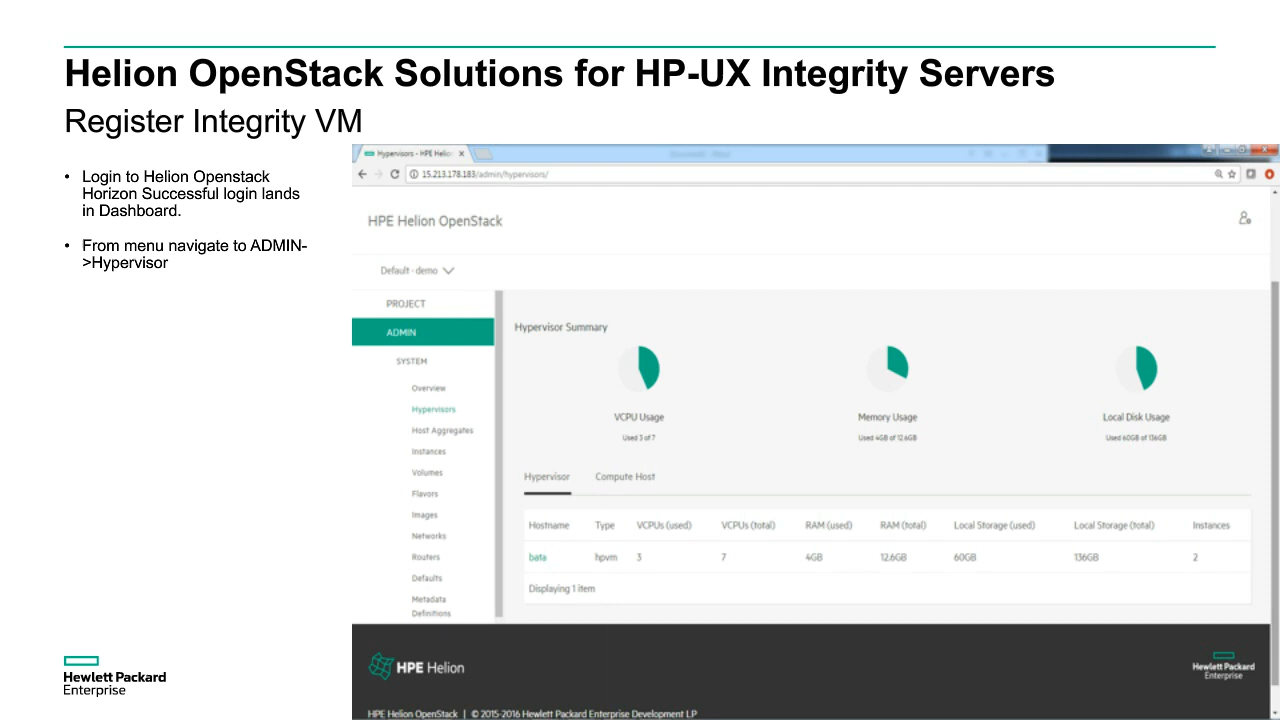 Helion OpenStack Solutions for HP-UX Integrity Servers
Register Integrity VM
• Login to Helion Openstack
Horizon Successful login lands
in Dashboard.
• From menu navigate to ADMIN-
>Hypervisor
Hypervisors - HPE Helio
15.213.178.183/admin/hypervisors/
HPE Helion OpenStack
Default - demo
PROJECT
ADMIN
SYSTEM
Overview
Hypervisors
Host Aggregates
Instances
Volumes
Flavors
Images
Networks
Routers
Defaults
Metadata
Definitions
Hypervisor Summary
VCPU Usage
Used 3 of 7
Memory Usage
Used 4GB of 12.6GB
Local Disk Usage
Used 60GB of 136GB
Hypervisor Compute Host
Hostname Type VCPUs (used) VCPUs (total) RAM (used) RAM (total) Local Storage (used) Local Storage (total) Instances
bata hpvm 3 7 4GB 12.6GB 60GB 136GB 2
Displaying 1 item
HPE Helion
Hewlett Packard
Enterprise
HPE Helion OpenStack | © 2015-2016 Hewlett Packard Enterprise Development LP
Hewlett Packard
Enterprise